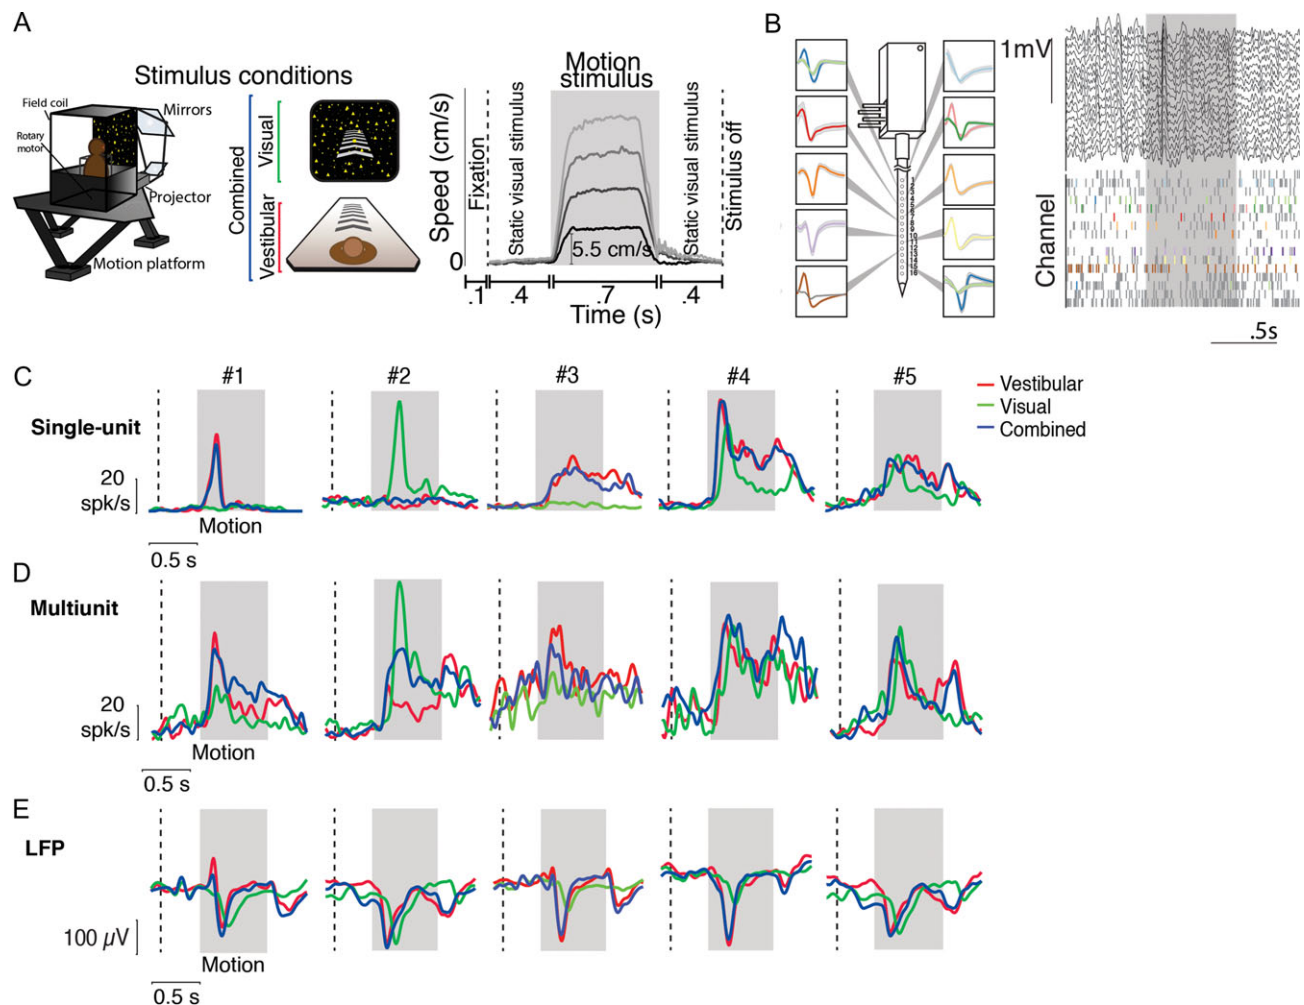 A
Stimulus conditions
Field coil
Mirrors
Rotary
motor
Projector
Motion platform
Combined
Visual
Vestibular
Motion
stimulus
Speed (cm/s)
0
Fixation
Static visual stimulus
5.5 cm/s
Static visual stimulus
Stimulus off
.1
.4
.7
.4
Time (s)
B
1mV
Channel
.5s
C
#1
#2
#3
#4
#5
Single-unit
20
spk/s
Motion
0.5 s
Vestibular
Visual
Combined
D
Multiunit
20
spk/s
Motion
0.5 s
E
LFP
100 µV
Motion
0.5 s